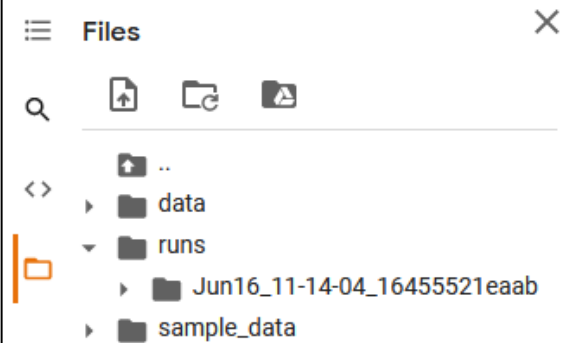 Files
..
data
runs
Jun16_11-14-04_16455521eaab
sample_data